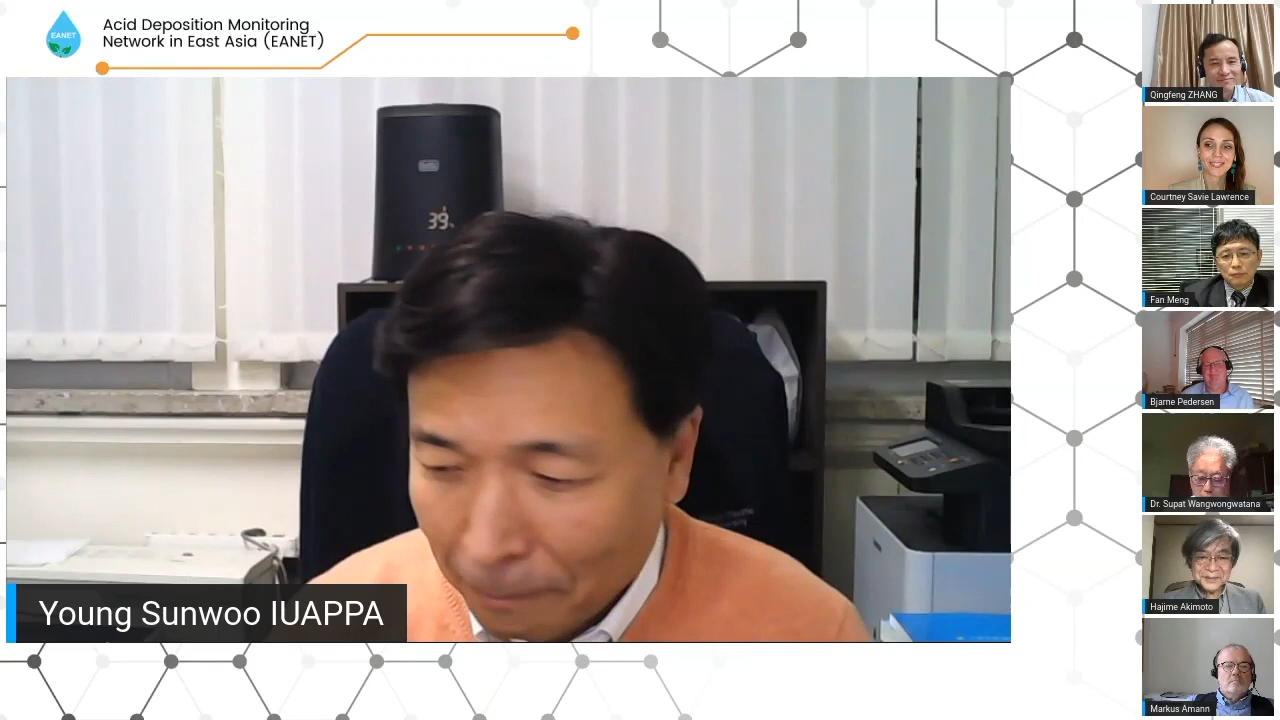 EANET
Acid Deposition Monitoring
Network in East Asia (EANET)
39%
Young Sunwoo IUAPPA
Qingfeng ZHANG
Courtney Savie Lawrence
Fan Meng
Bjarne Pedersen
Dr. Supat Wangwongwatana
Hajime Akimoto
Markus Amann